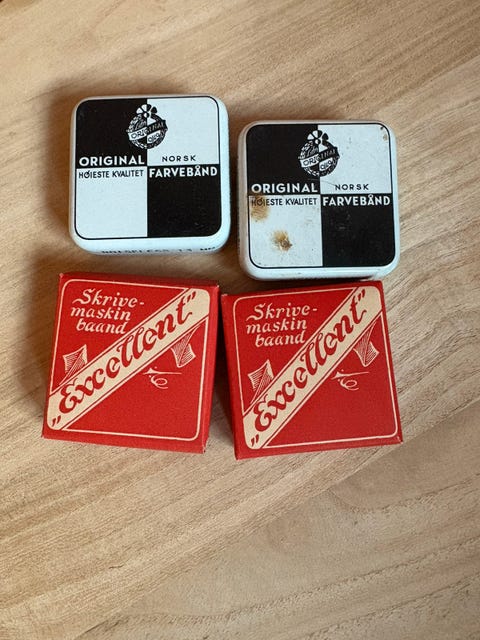 ORIGINAL
NORSK
HØIESTE KVALITET
FARVEBÅND
ORIGINAL
NORSK
HØIESTE KVALITET
FARVEBÅND
Skrive-
maskin
baand
„Excellent”
Skrive-
maskin
baand
„Excellent”